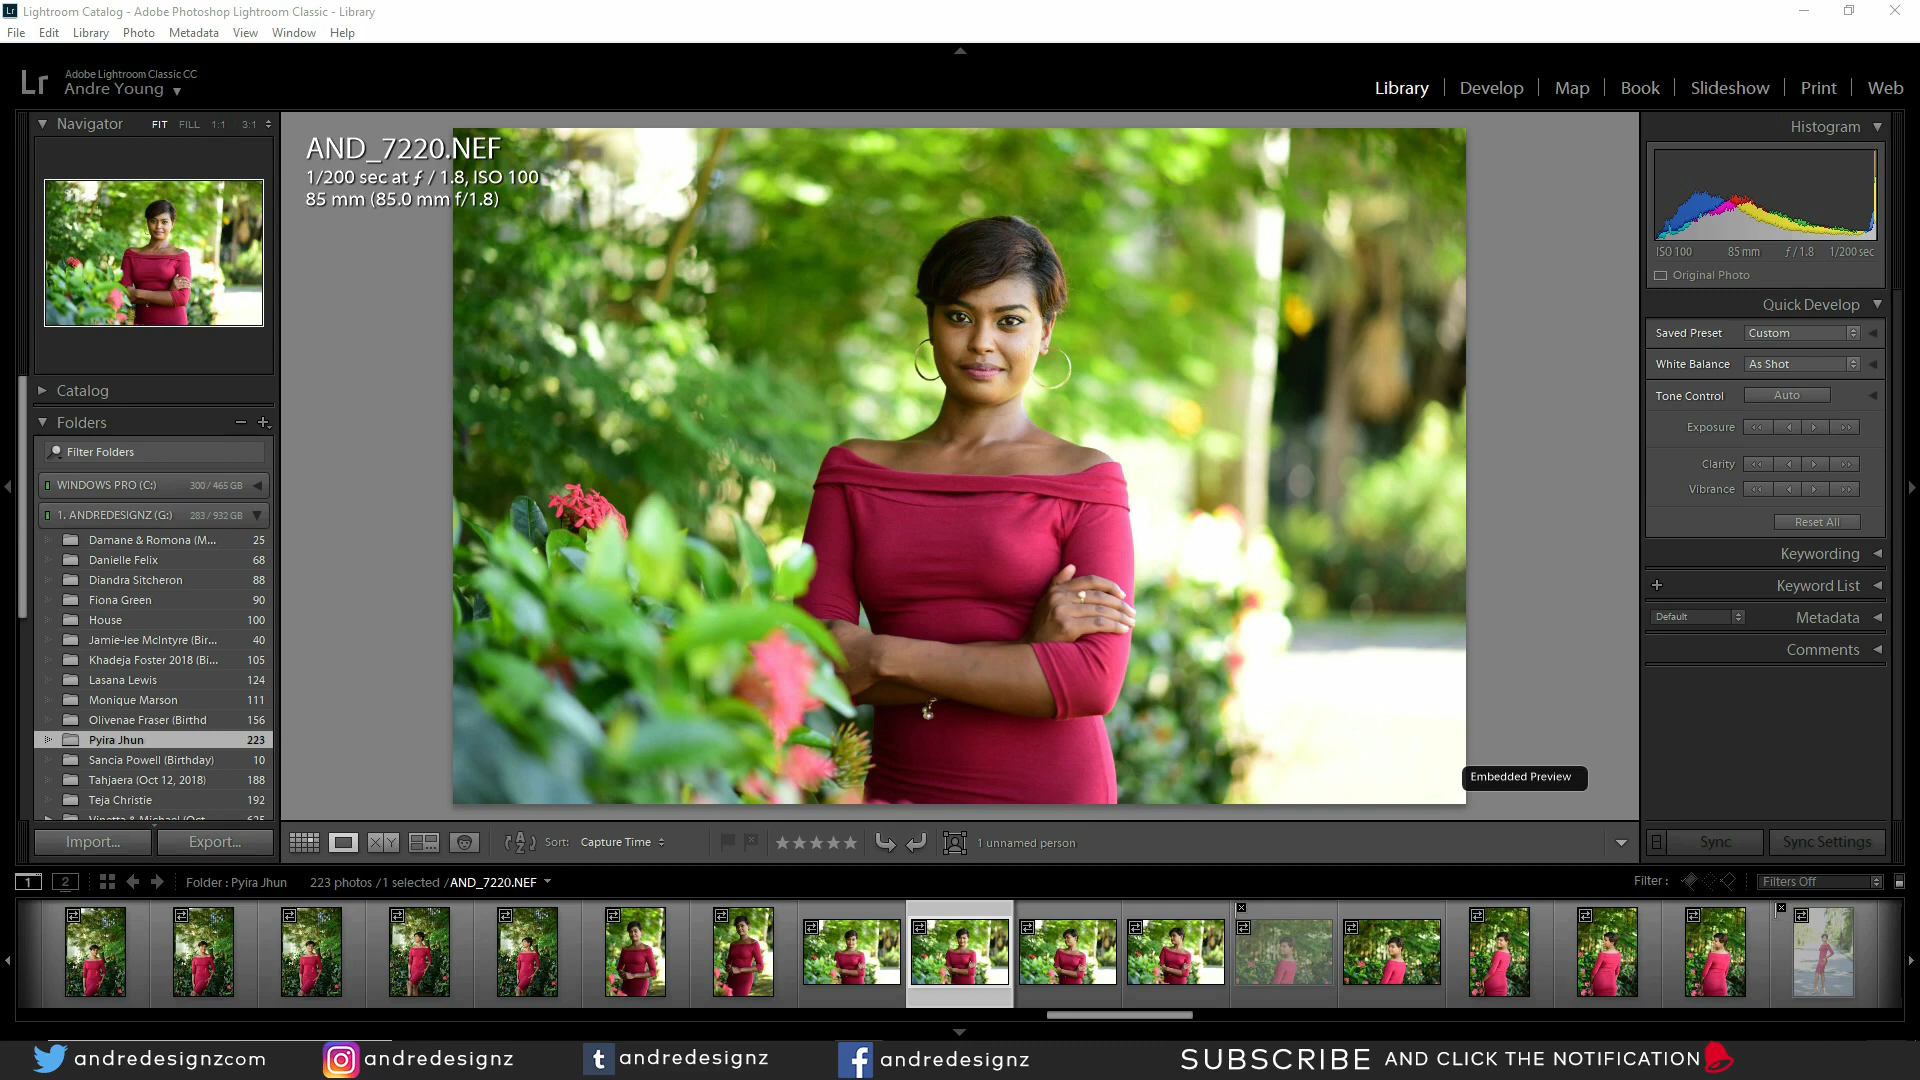 Lr Lightroom Catalog - Adobe Photoshop Lightroom Classic - Library
File Edit Library Photo Metadata View Window Help
Lr Adobe Lightroom Classic CC
Andre Young
Library Develop Map Book Slideshow Print Web
Navigator FIT FILL 1:1 3:1
Catalog
Folders
Filter Folders
WINDOWS PRO (C:) 300 / 465 GB
1. ANDREDESIGNZ (G:) 283 / 932 GB
Damane & Romona (M... 25
Danielle Felix 68
Diandra Sitcheron 88
Fiona Green 90
House 100
Jamie-lee McIntyre (Bir... 40
Khadeja Foster 2018 (Bi... 105
Lasana Lewis 124
Monique Marson 111
Olivenae Fraser (Birthd 156
Pyira Jhun 223
Sancia Powell (Birthday) 10
Tahjaera (Oct 12, 2018) 188
Teja Christie 192
Import... Export...
AND_7220.NEF
1/200 sec at ƒ / 1.8, ISO 100
85 mm (85.0 mm f/1.8)
Embedded Preview
Histogram
ISO 100 85 mm ƒ / 1.8 1/200 sec
Original Photo
Quick Develop
Saved Preset Custom
White Balance As Shot
Tone Control Auto
Exposure
Clarity
Vibrance
Reset All
Keywording
Keyword List
Default Metadata
Comments
Sync Sync Settings
XY Sort: Capture Time 1 unnamed person
1 2 Folder : Pyira Jhun 223 photos / 1 selected / AND_7220.NEF Filter : Filters Off
andredesignzcom andredesignz andredesignz andredesignz SUBSCRIBE AND CLICK THE NOTIFICATION